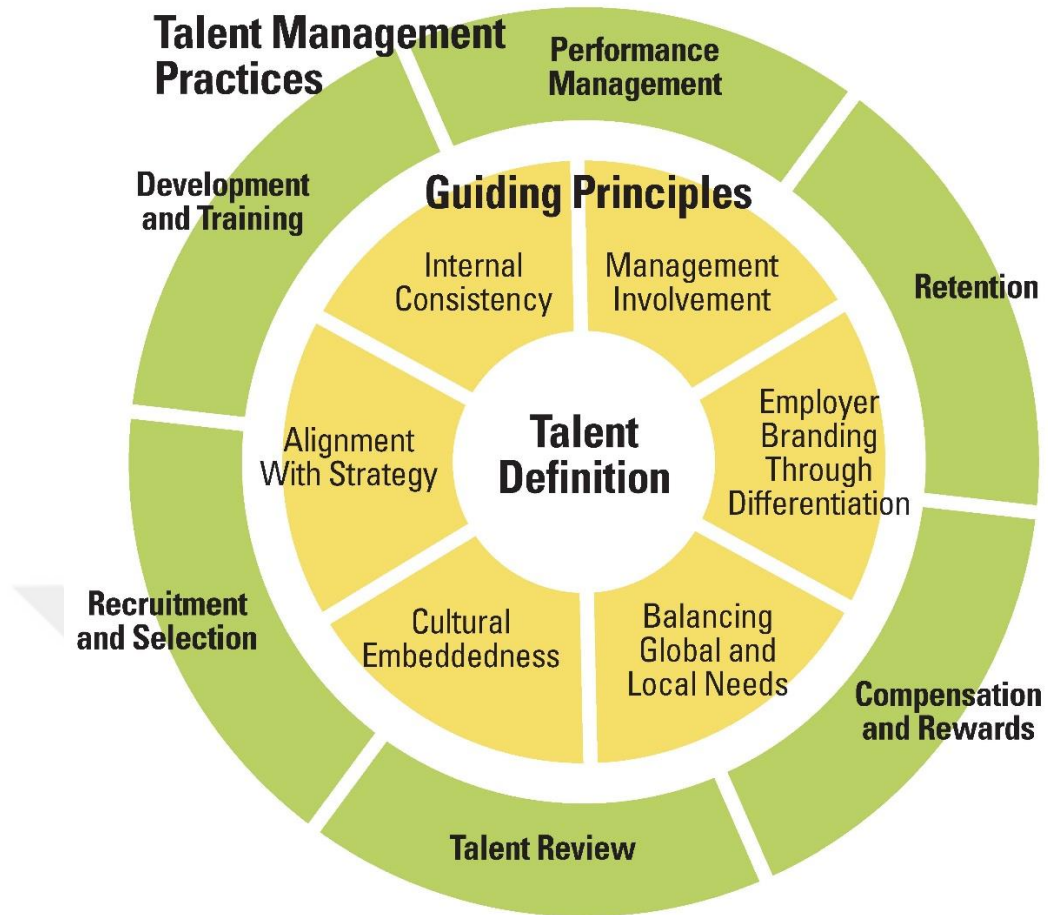 Talent Management
Practices
Performance
Management
Development
and Training
Guiding Principles
Internal
Consistency
Management
Involvement
Retention
Alignment
With Strategy
Talent
Definition
Employer
Branding
Through
Differentiation
Recruitment
and Selection
Cultural
Embeddedness
Balancing
Global and
Local Needs
Compensation
and Rewards
Talent Review